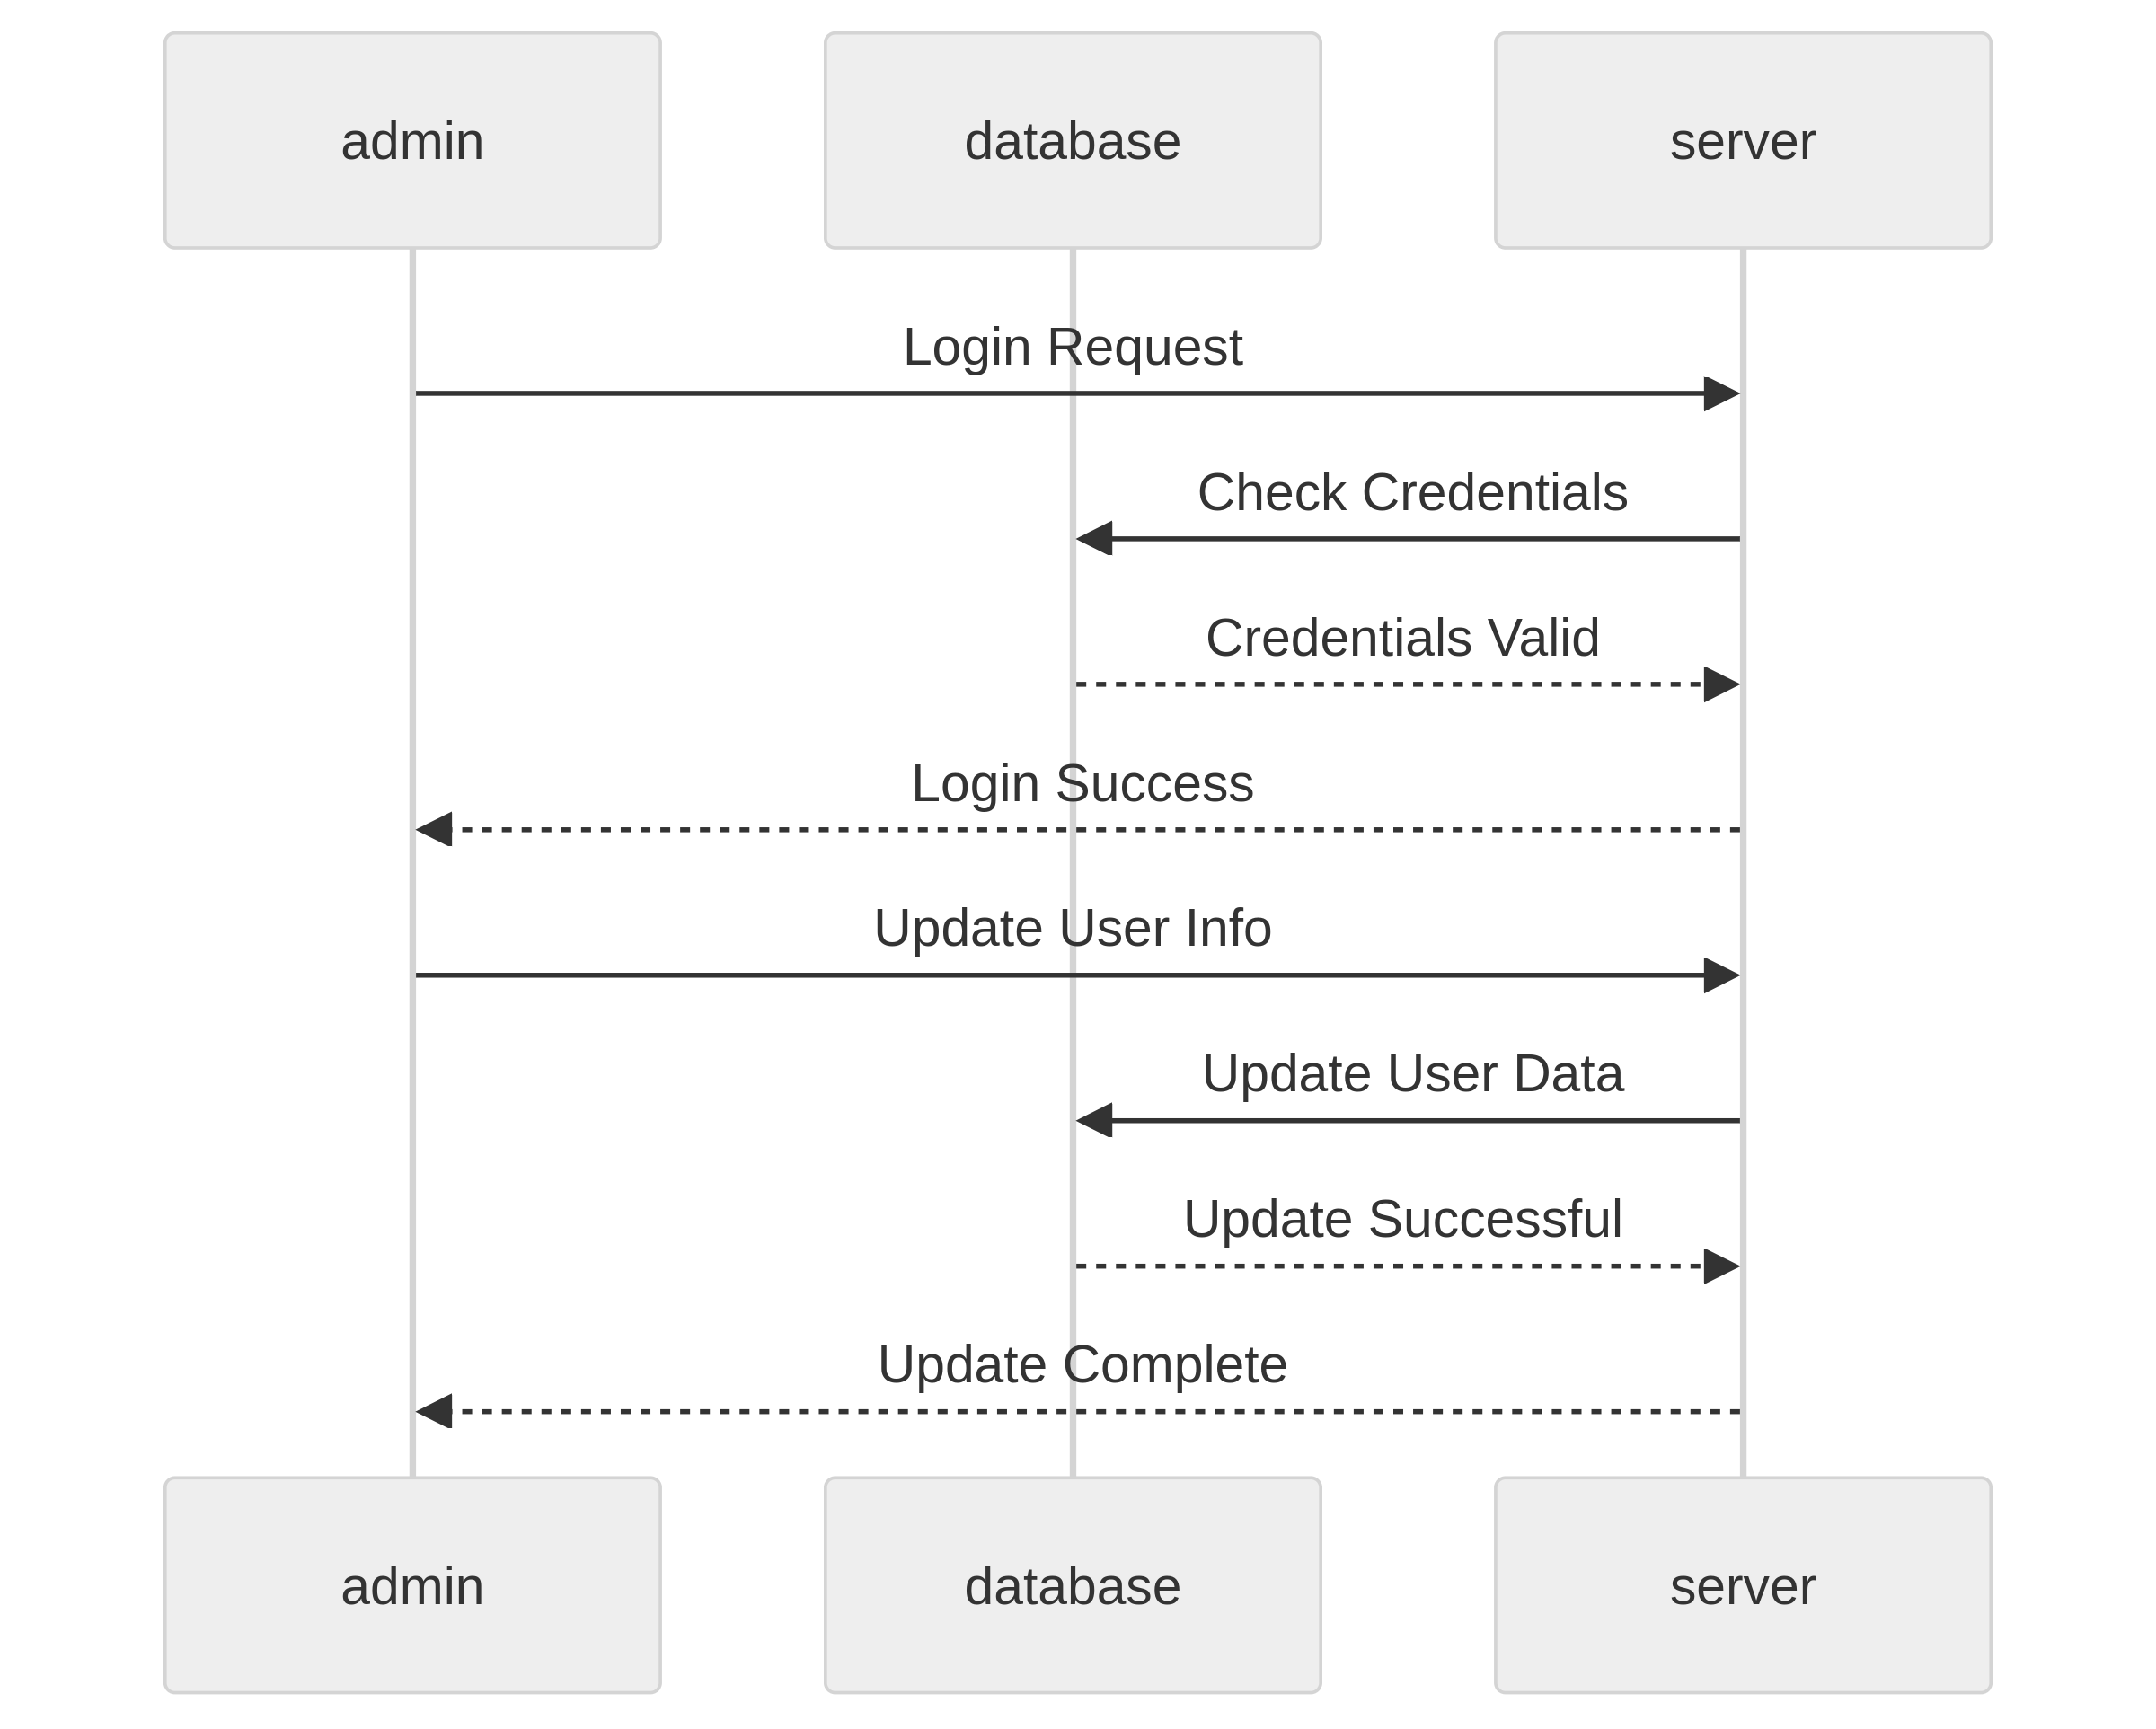 admin
database
server
Login Request
Check Credentials
Credentials Valid
Login Success
Update User Info
Update User Data
Update Successful
Update Complete
admin
database
server